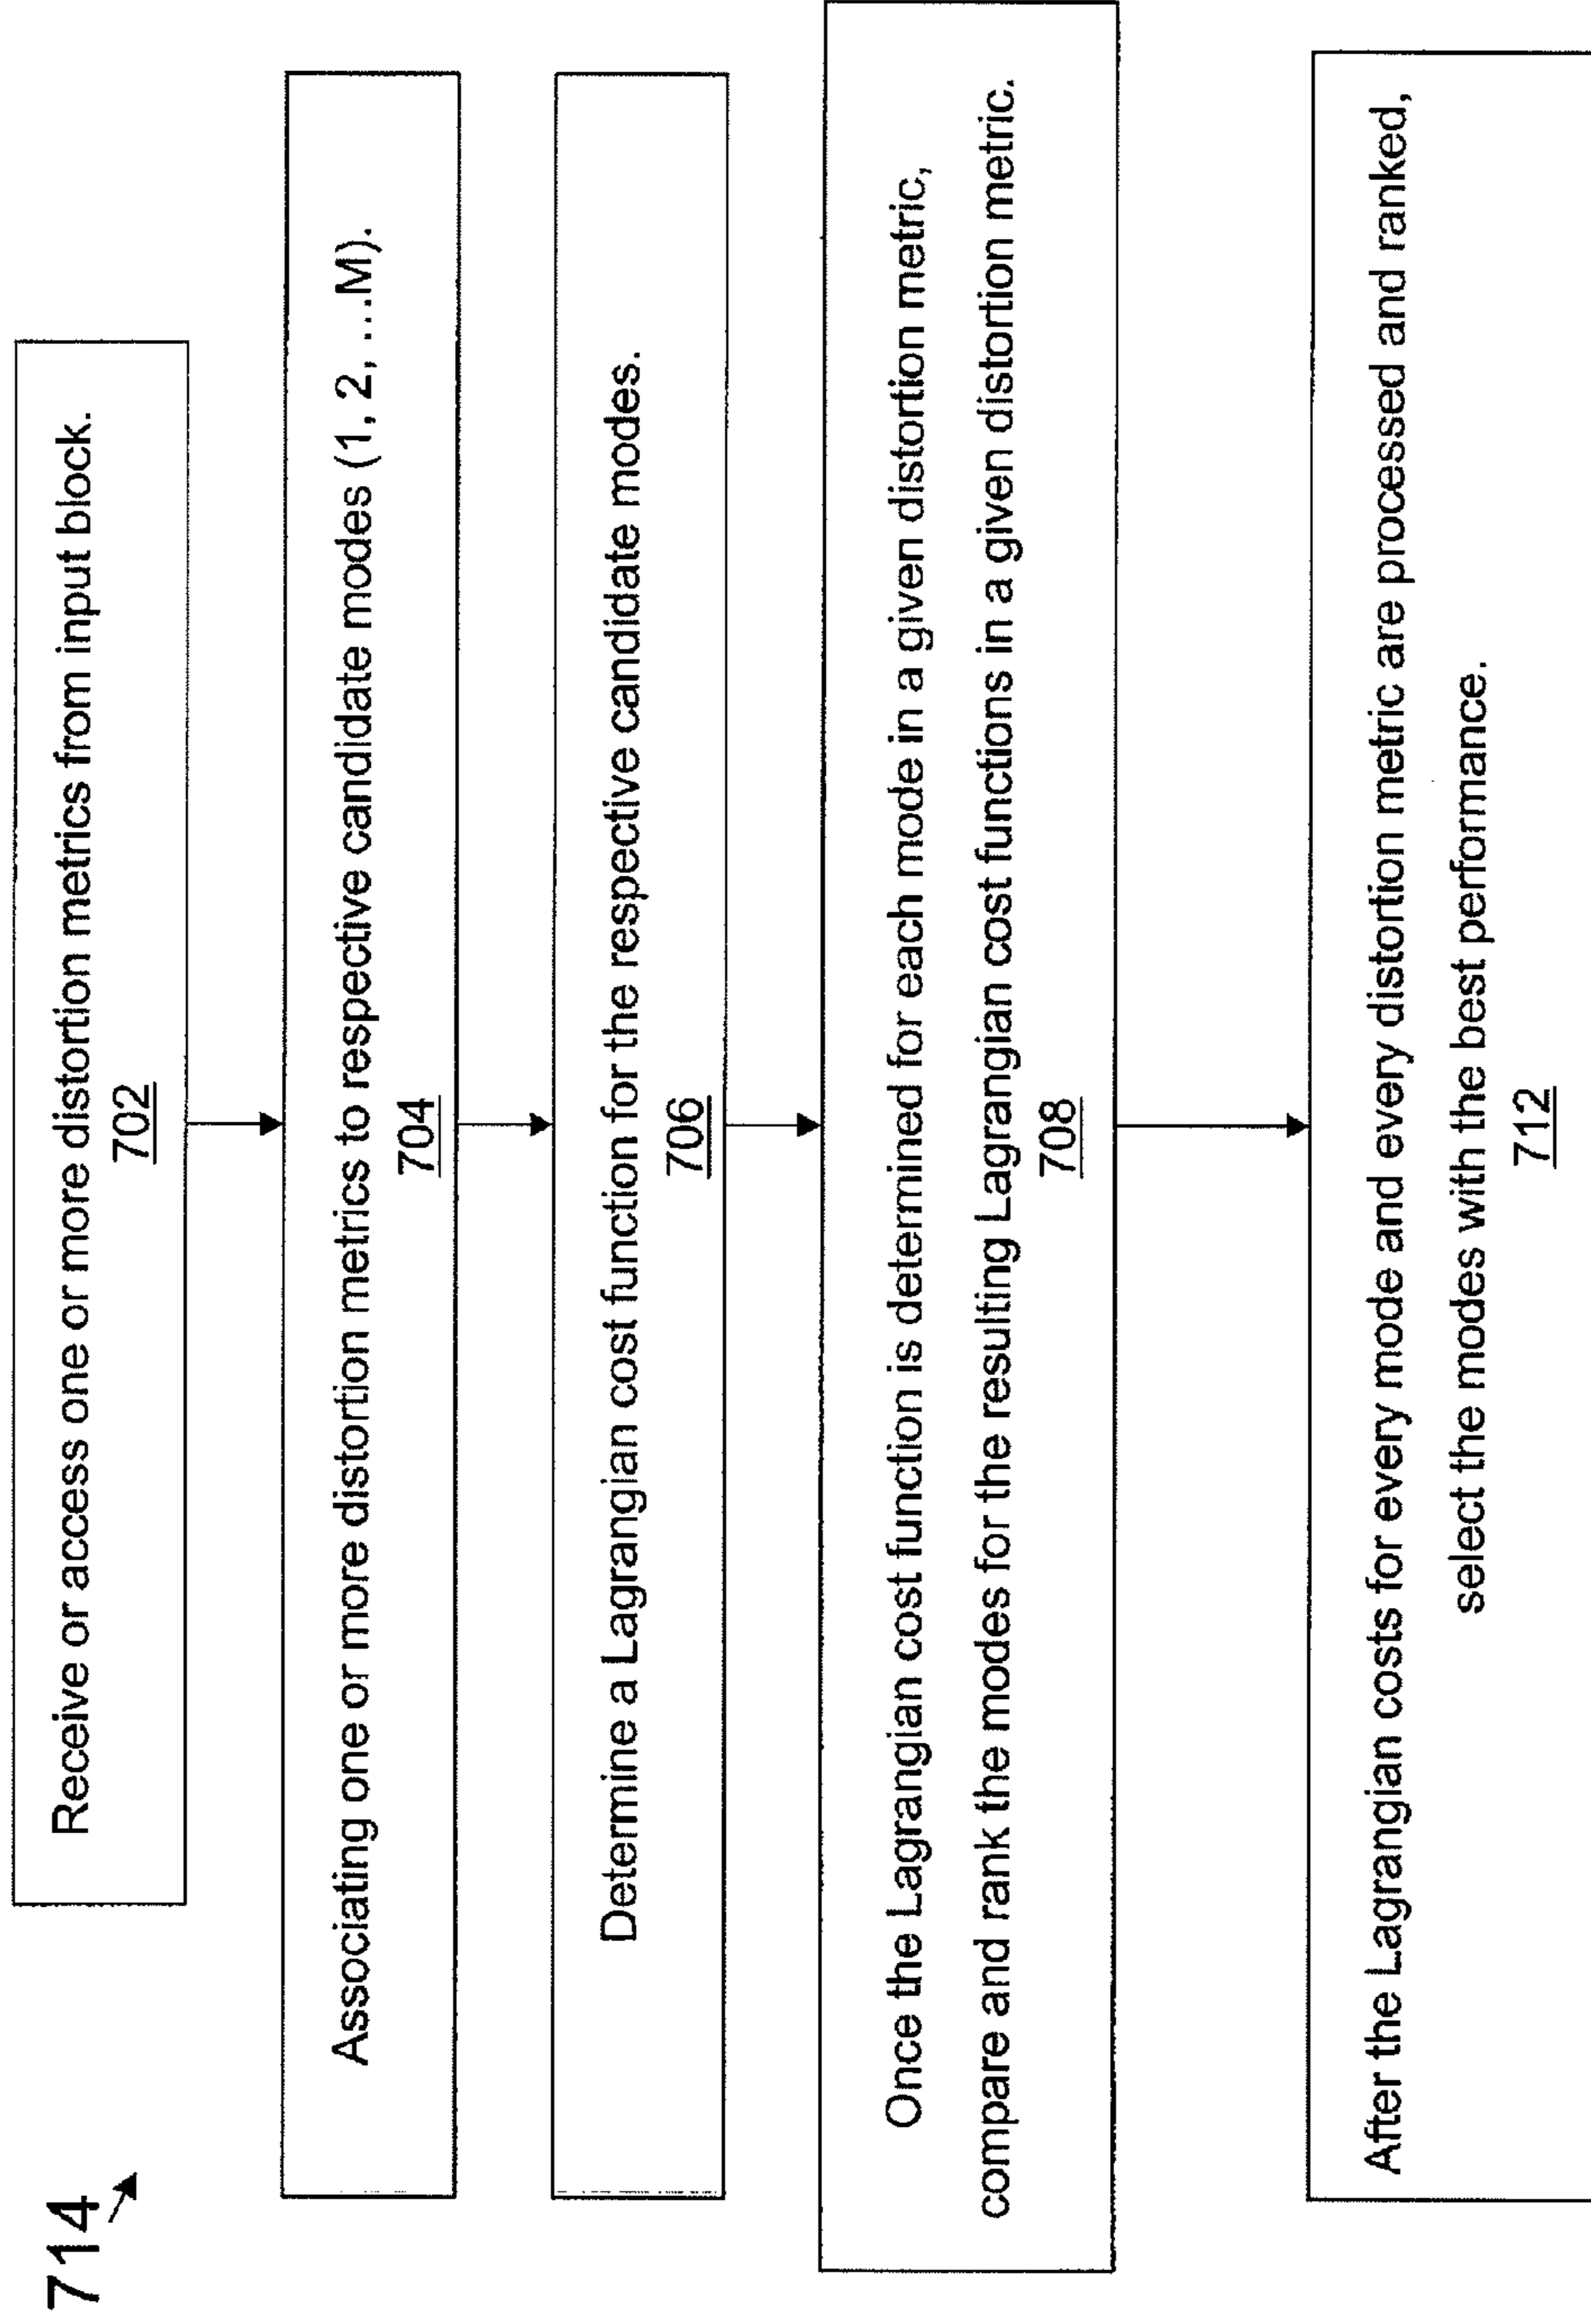 714
Receive or access one or more distortion metrics from input block.
702
Associating one or more distortion metrics to respective candidate modes (1, 2, ...M).
704
Determine a Lagrangian cost function for the respective candidate modes.
706
Once the Lagrangian cost function is determined for each mode in a given distortion metric,
compare and rank the modes for the resulting Lagrangian cost functions in a given distortion metric.
708
After the Lagrangian costs for every mode and every distortion metric are processed and ranked,
select the modes with the best performance.
712